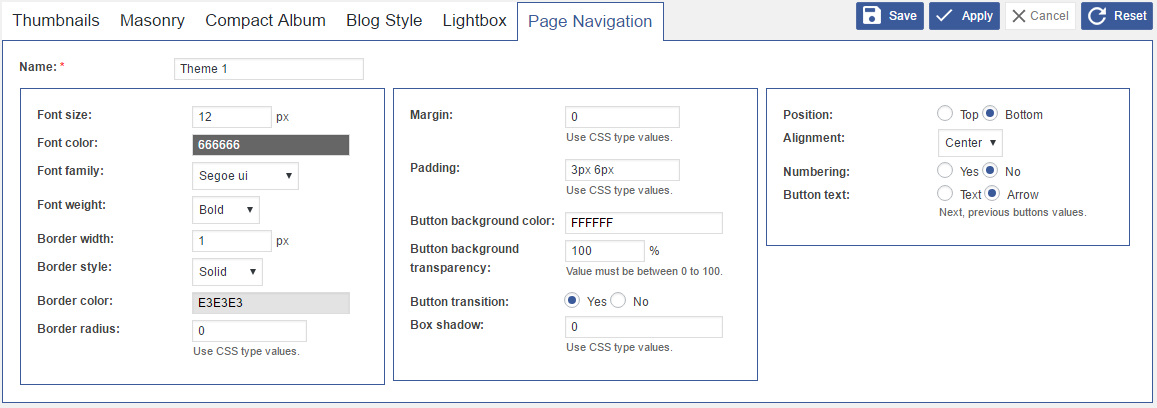 Thumbnails Masonry Compact Album Blog Style Lightbox Page Navigation Save Apply Cancel Reset
Name: * Theme 1
Font size: 12 px
Font color: 666666
Font family: Segoe ui
Font weight: Bold
Border width: 1 px
Border style: Solid
Border color: E3E3E3
Border radius: 0
Use CSS type values.
Margin: 0
Use CSS type values.
Padding: 3px 6px
Use CSS type values.
Button background color: FFFFFF
Button background
transparency: 100 %
Value must be between 0 to 100.
Button transition: Yes No
Box shadow: 0
Use CSS type values.
Position: Top Bottom
Alignment: Center
Numbering: Yes No
Button text: Text Arrow
Next, previous buttons values.